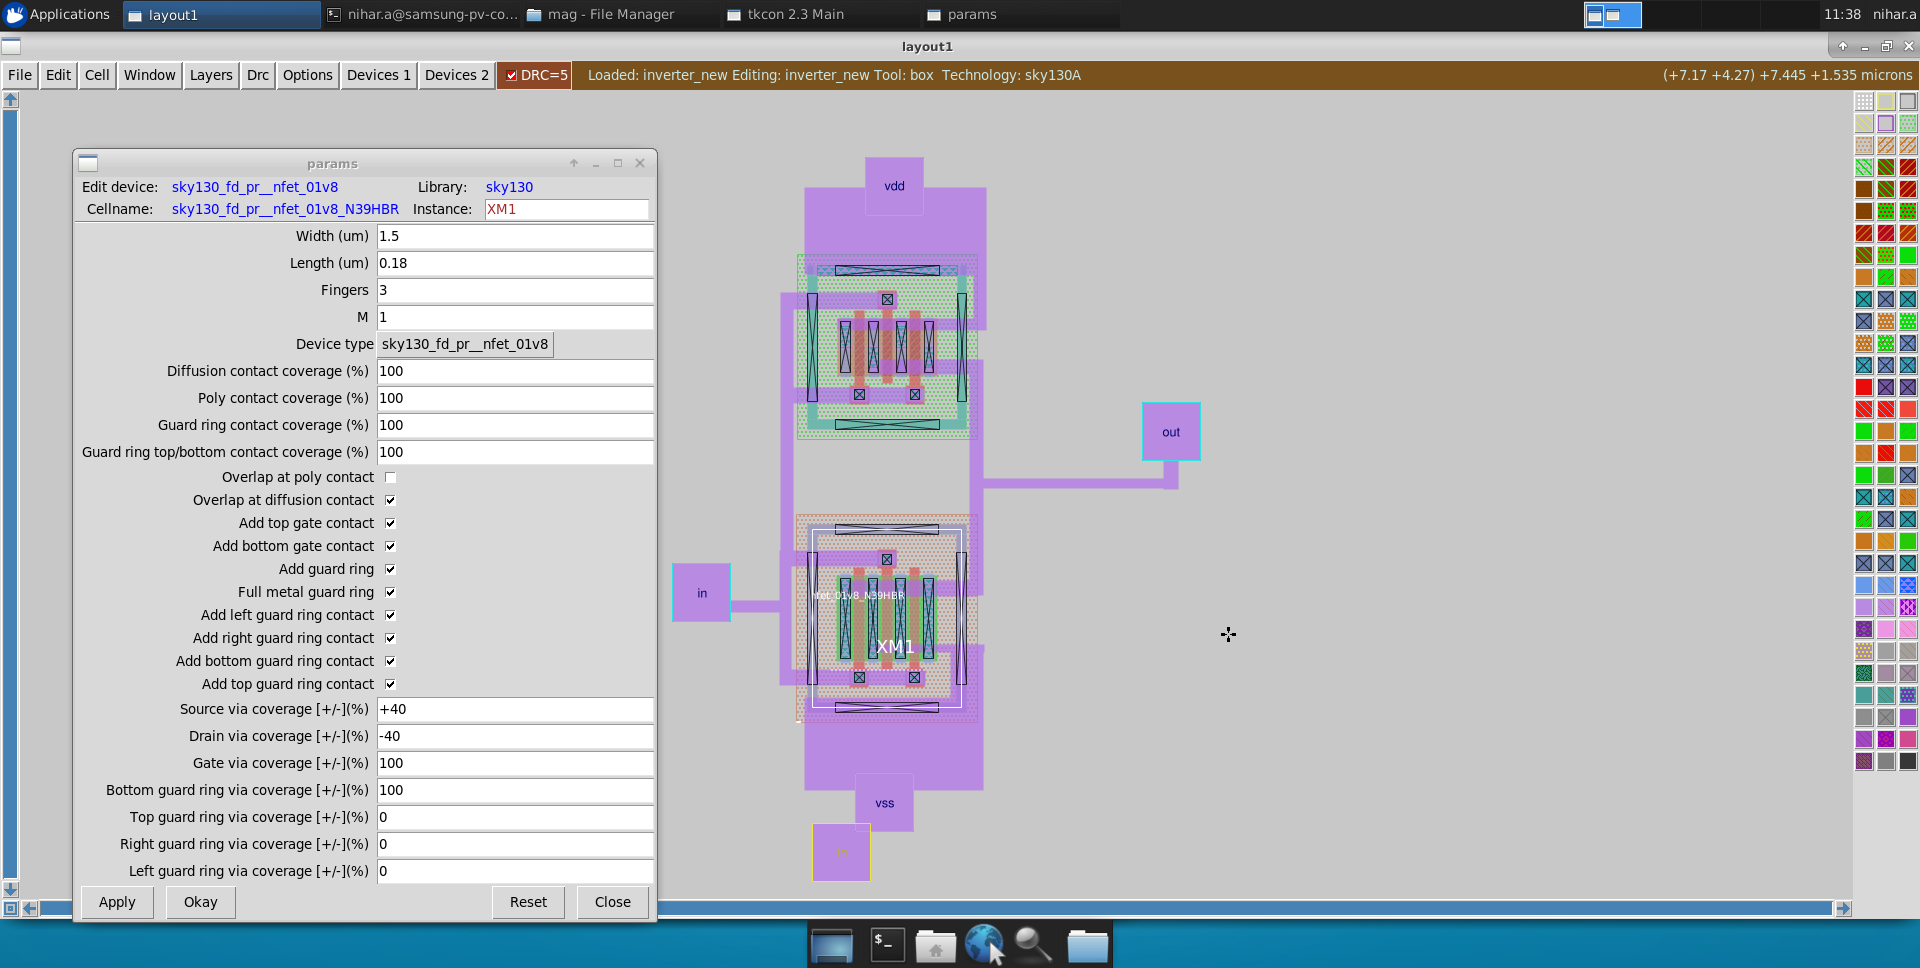 Applications
layout1
nihar.a@samsung-pv-co...
mag - File Manager
tkcon 2.3 Main
params
11:38
nihar.a
layout1
File
Edit
Cell
Window
Layers
Drc
Options
Devices 1
Devices 2
DRC=5
Loaded: inverter_new Editing: inverter_new Tool: box Technology: sky130A
(+7.17 +4.27) +7.445 +1.535 microns
params
Edit device: sky130_fd_pr__nfet_01v8 Library: sky130
Cellname: sky130_fd_pr__nfet_01v8_N39HBR Instance: XM1
Width (um) 1.5
Length (um) 0.18
Fingers 3
M 1
Device type sky130_fd_pr__nfet_01v8
Diffusion contact coverage (%) 100
Poly contact coverage (%) 100
Guard ring contact coverage (%) 100
Guard ring top/bottom contact coverage (%) 100
Overlap at poly contact
Overlap at diffusion contact
Add top gate contact
Add bottom gate contact
Add guard ring
Full metal guard ring
Add left guard ring contact
Add right guard ring contact
Add bottom guard ring contact
Add top guard ring contact
Source via coverage [+/-](%) +40
Drain via coverage [+/-](%) -40
Gate via coverage [+/-](%) 100
Bottom guard ring via coverage [+/-](%) 100
Top guard ring via coverage [+/-](%) 0
Right guard ring via coverage [+/-](%) 0
Left guard ring via coverage [+/-](%) 0
Apply
Okay
Reset
Close
vdd
out
in
nfet_01v8_N39HBR
XM1
vss
in
$_